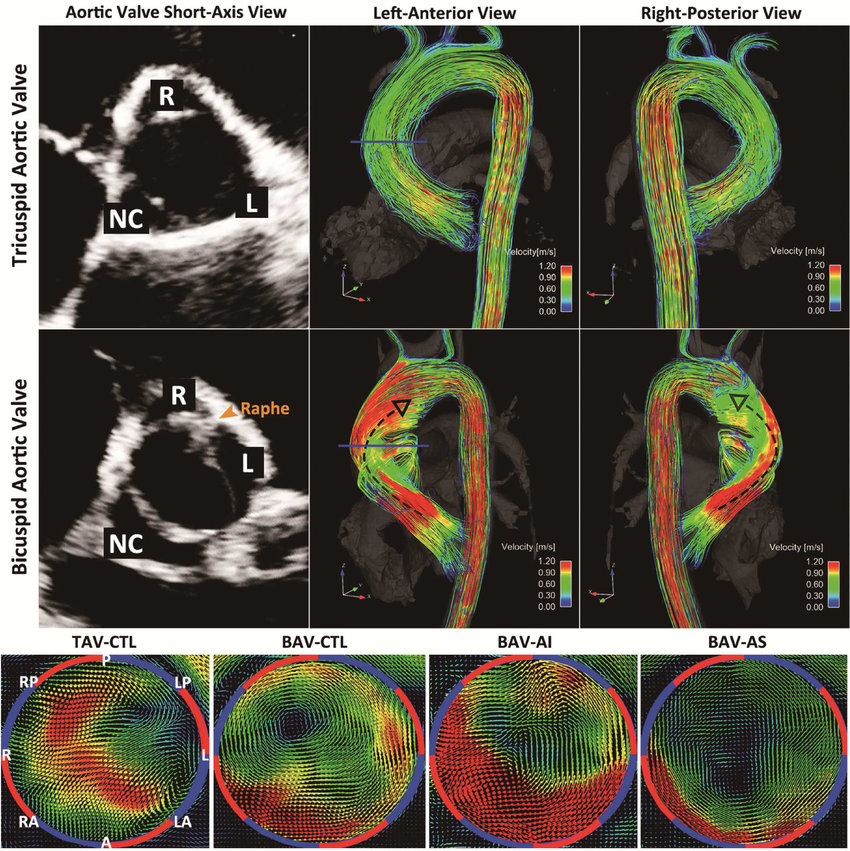 Aortic Valve Short-Axis View
Left-Anterior View
Right-Posterior View
Tricuspid Aortic Valve
R
NC
L
Velocity[m/s]
1.20
0.90
0.60
0.30
0.00
Z
Y
X
Velocity [m/s]
1.20
0.90
0.60
0.30
0.00
Z
Y
X
Bicuspid Aortic Valve
R
Raphe
L
NC
Velocity [m/s]
1.20
0.90
0.60
0.30
0.00
Z
Y
X
Velocity [m/s]
1.20
0.90
0.60
0.30
0.00
Z
Y
X
TAV-CTL
BAV-CTL
BAV-AI
BAV-AS
P
RP
LP
R
L
RA
LA
A